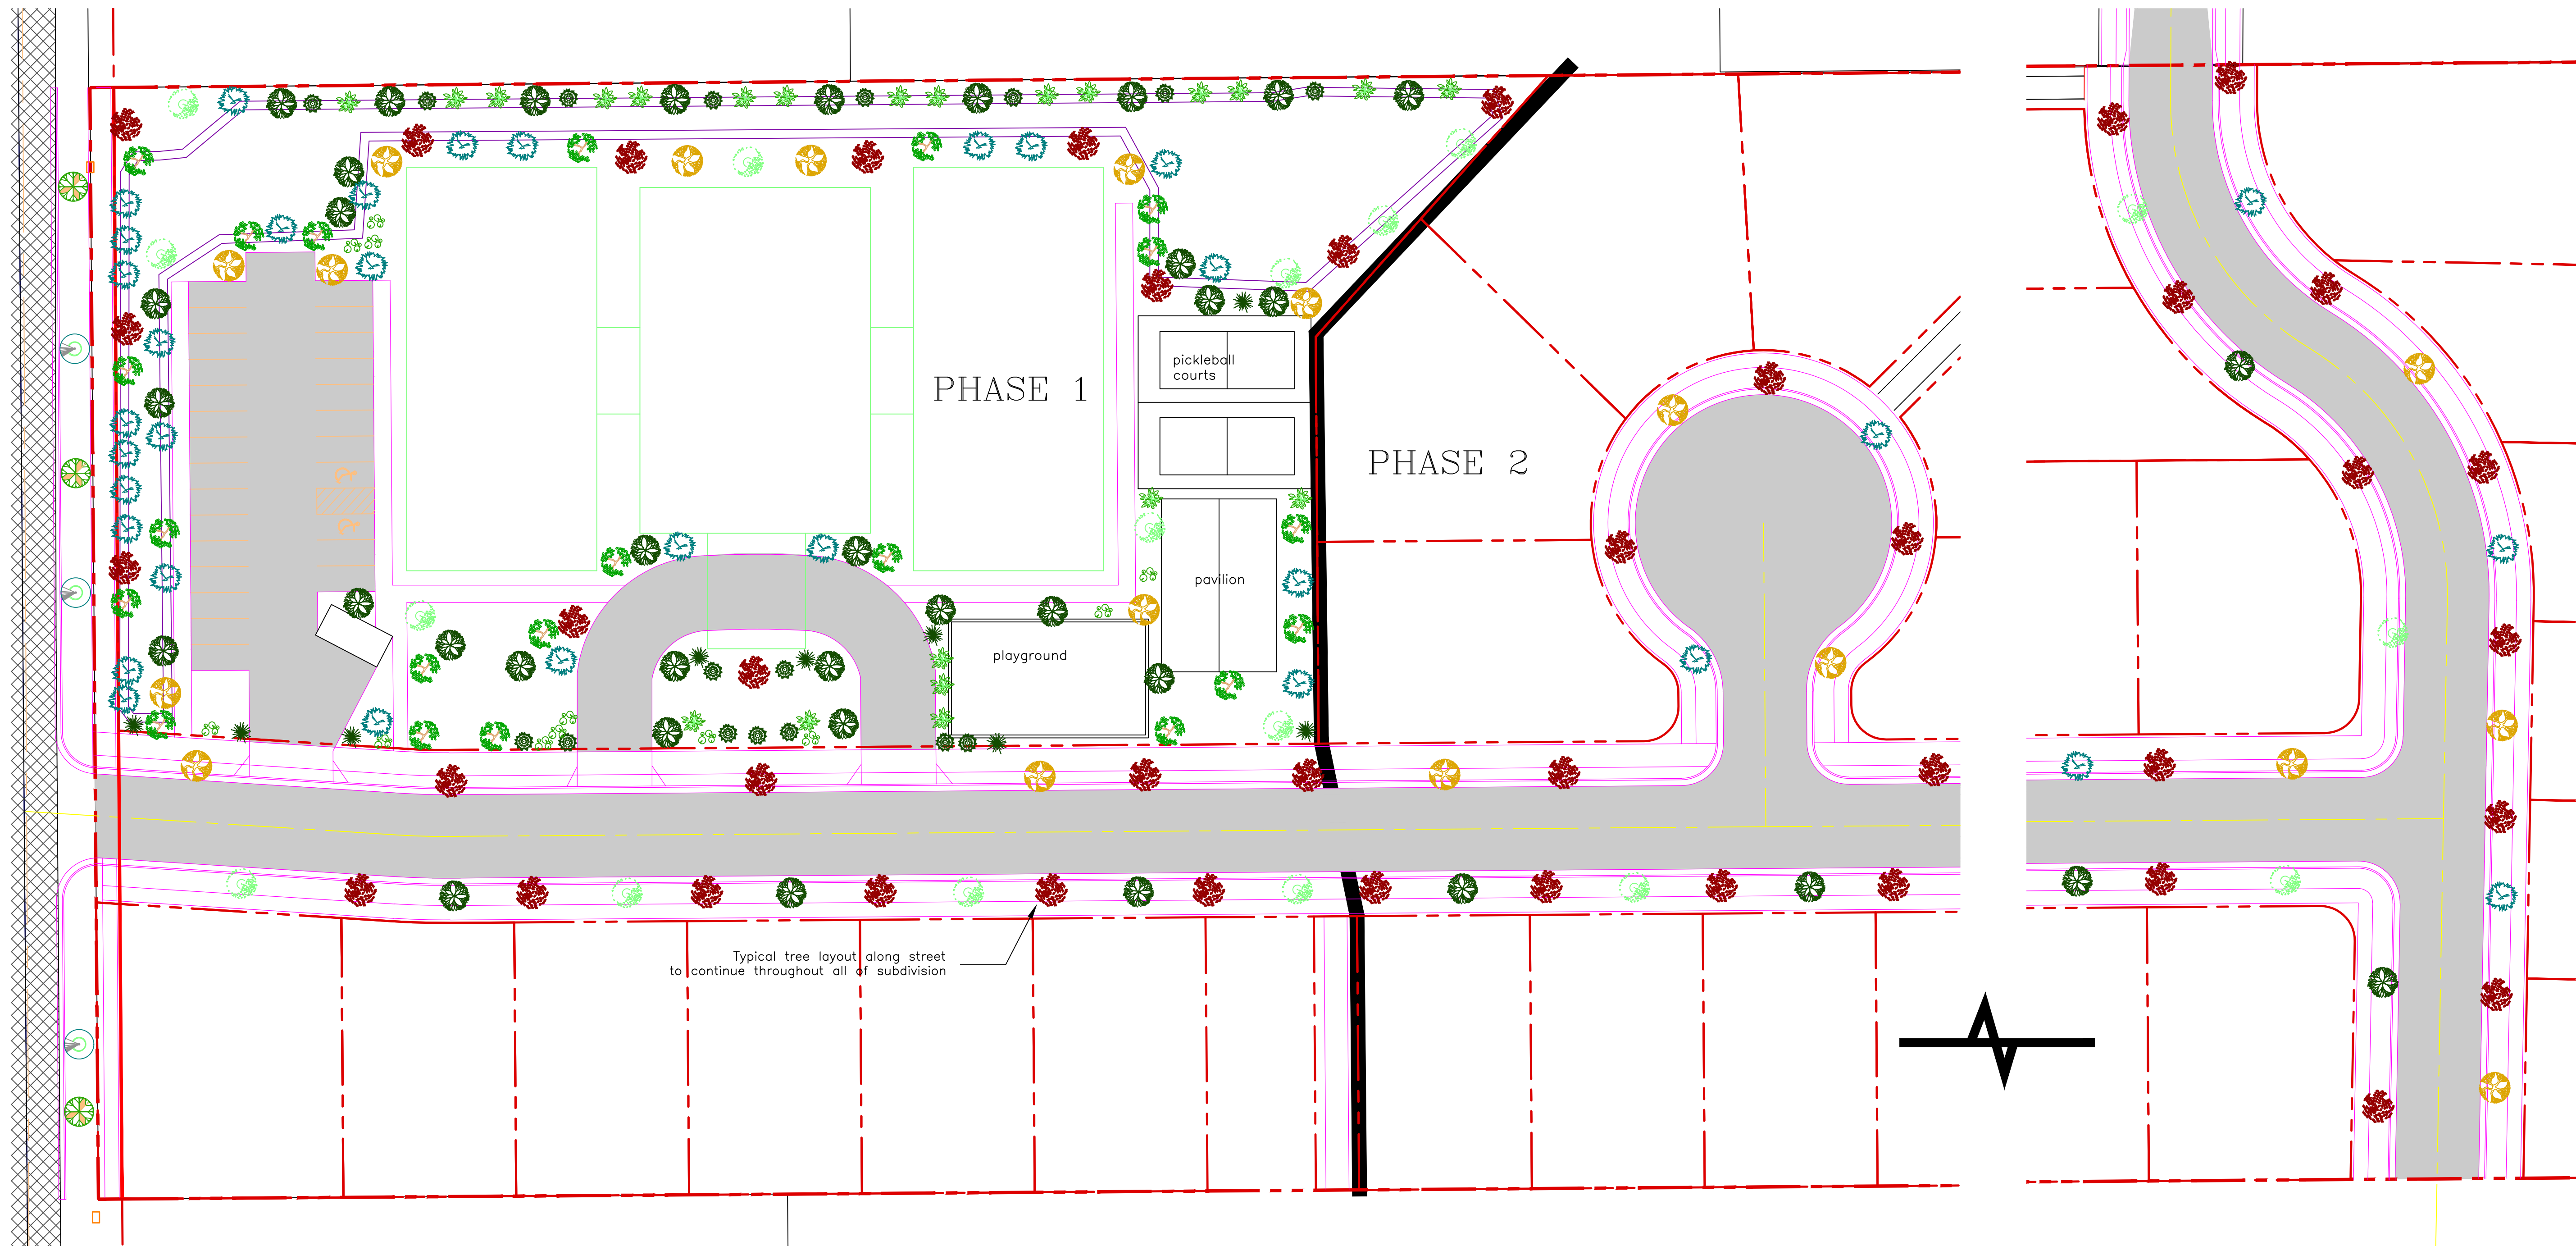 PHASE 1
pickleball
courts
PHASE 2
pavilion
playground
Typical tree layout along street
to continue throughout all of subdivision